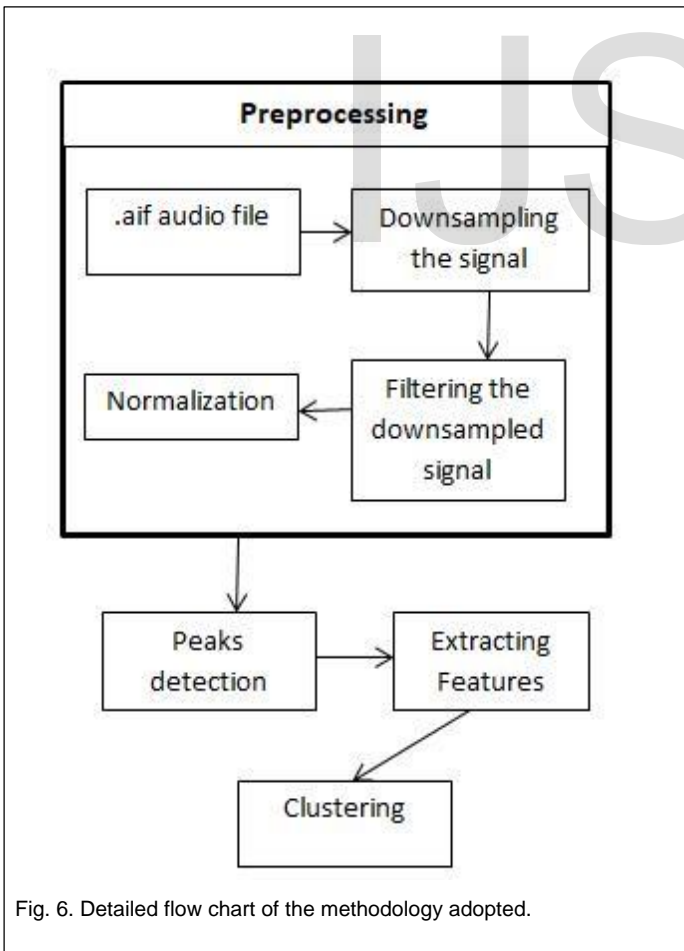 IJS
Preprocessing
.aif audio file
Downsampling
the signal
Filtering the
downsampled
signal
Normalization
Peaks
detection
Extracting
Features
Clustering
Fig. 6. Detailed flow chart of the methodology adopted.